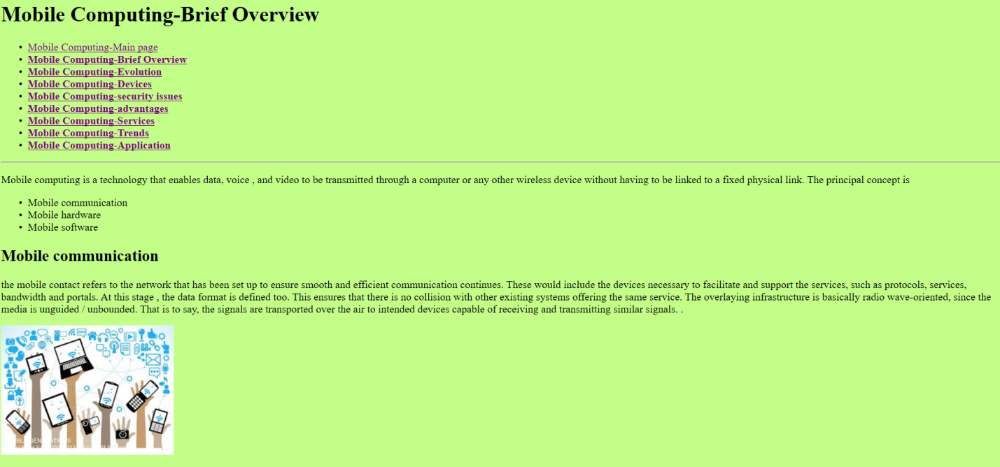 Mobile Computing-Brief Overview
Mobile Computing-Main page
Mobile Computing-Brief Overview
Mobile Computing-Evolution
Mobile Computing-Devices
Mobile Computing-security issues
Mobile Computing-advantages
Mobile Computing-Services
Mobile Computing-Trends
Mobile Computing-Application
Mobile computing is a technology that enables data, voice , and video to be transmitted through a computer or any other wireless device without having to be linked to a fixed physical link. The principal concept is
Mobile communication
Mobile hardware
Mobile software
Mobile communication
the mobile contact refers to the network that has been set up to ensure smooth and efficient communication continues. These would include the devices necessary to facilitate and support the services, such as protocols, services,
bandwidth and portals. At this stage , the data format is defined too. This ensures that there is no collision with other existing systems offering the same service. The overlaying infrastructure is basically radio wave-oriented, since the
media is unguided / unbounded. That is to say, the signals are transported over the air to intended devices capable of receiving and transmitting similar signals. .